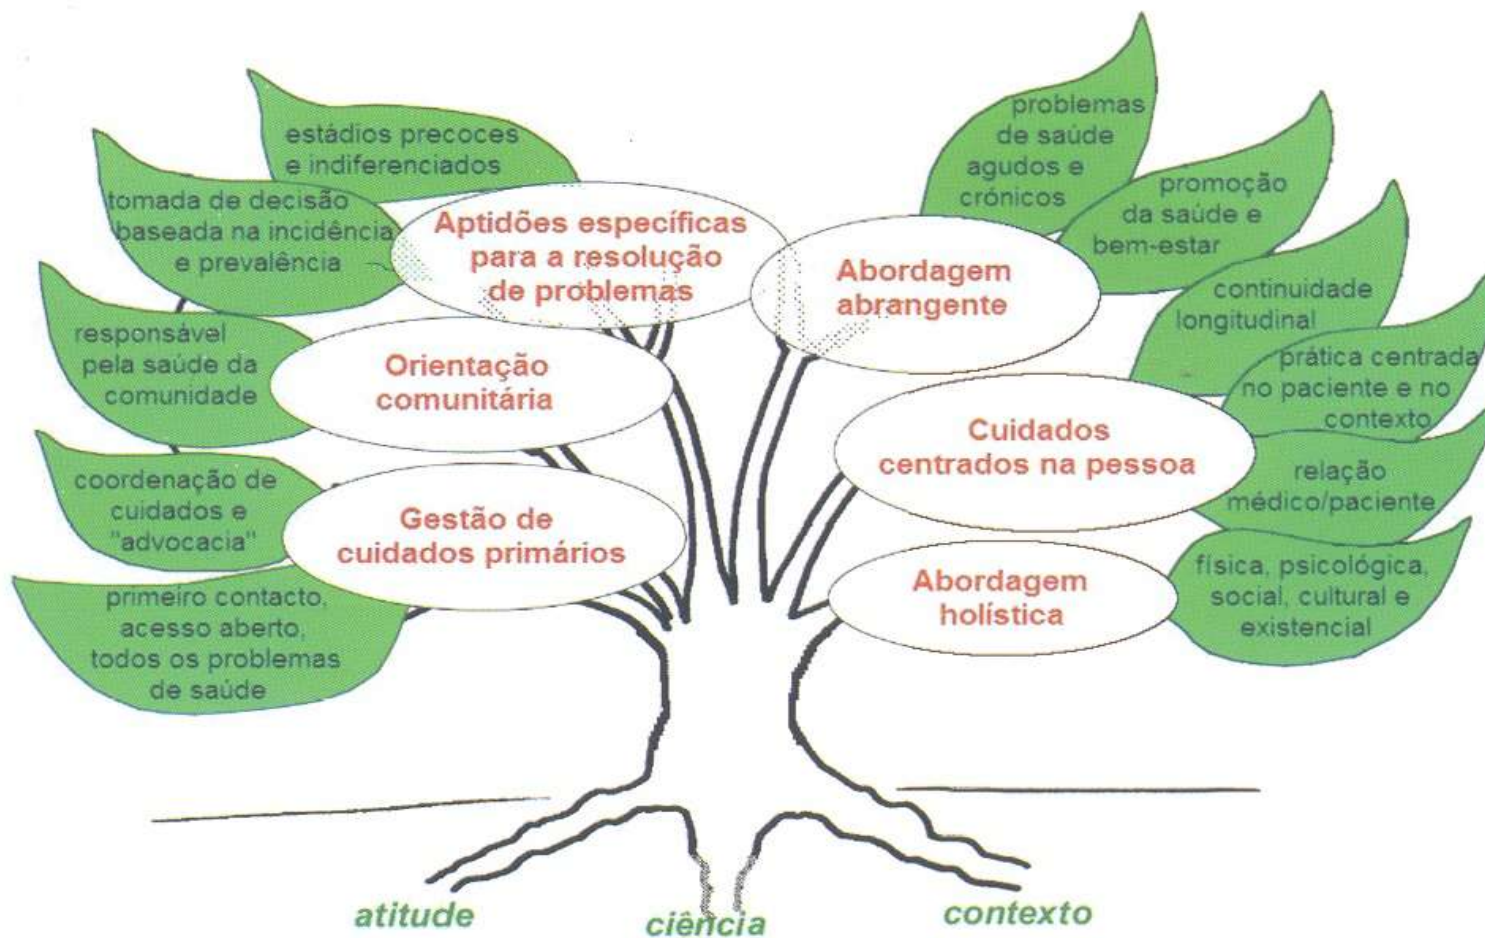 estádios precoces
e indiferenciados
tomada de decisão
baseada na incidência
e prevalência
Aptidões específicas
para a resolução
de problemas
responsável
pela saúde da
comunidade
Orientação
comunitária
coordenação de
cuidados e
"advocacia"
Gestão de
cuidados primários
primeiro contacto,
acesso aberto,
todos os problemas
de saúde
problemas
de saúde
agudos e
crónicos
promoção
da saúde e
bem-estar
Abordagem
abrangente
continuidade
longitudinal
prática centrada
no paciente e no
contexto
Cuidados
centrados na pessoa
relação
médico/paciente
Abordagem
holística
física, psicológica,
social, cultural e
existencial
atitude
ciência
contexto